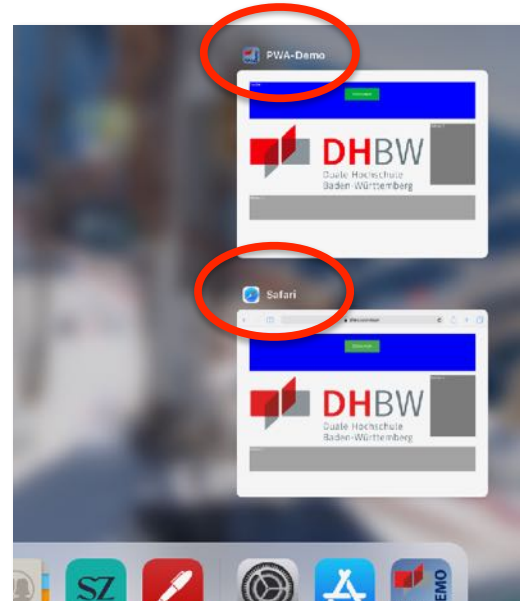 PWA-Demo
DHBW
Duale Hochschule
Baden-Württemberg
Safari
DHBW
Duale Hochschule
Baden-Württemberg
SZ
DEMO